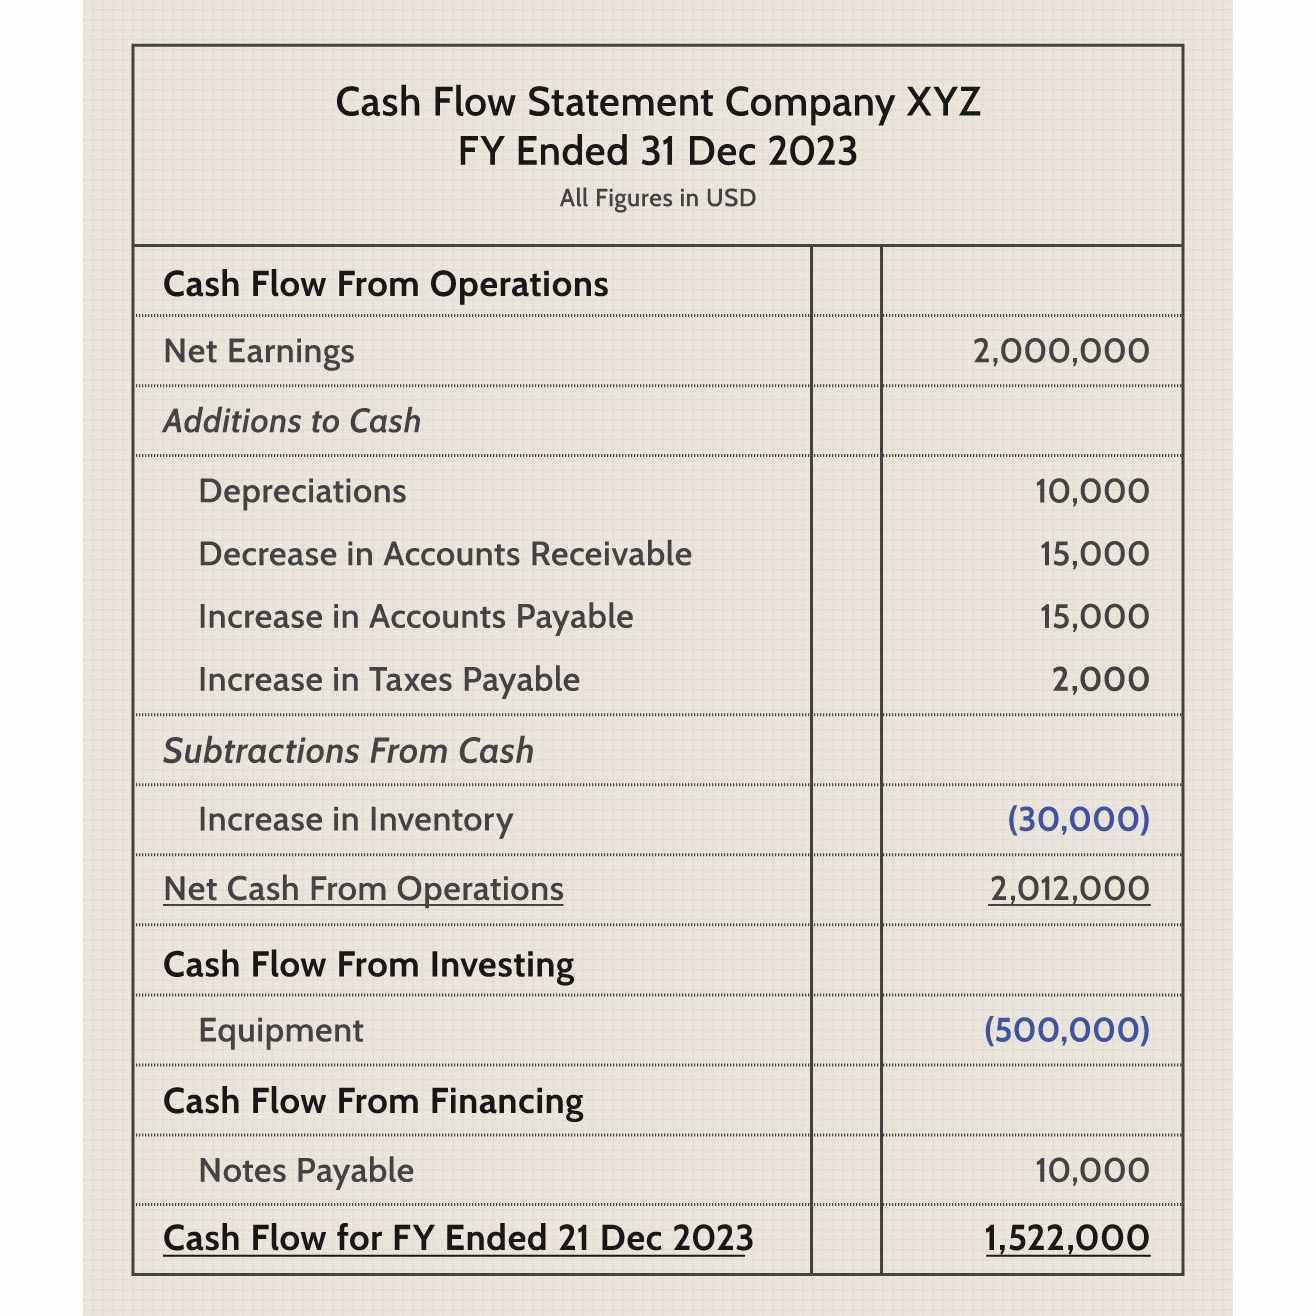 Cash Flow Statement Company XYZ
FY Ended 31 Dec 2023
All Figures in USD
Cash Flow From Operations
Net Earnings 2,000,000
Additions to Cash
Depreciations 10,000
Decrease in Accounts Receivable 15,000
Increase in Accounts Payable 15,000
Increase in Taxes Payable 2,000
Subtractions From Cash
Increase in Inventory (30,000)
Net Cash From Operations 2,012,000
Cash Flow From Investing
Equipment (500,000)
Cash Flow From Financing
Notes Payable 10,000
Cash Flow for FY Ended 21 Dec 2023 1,522,000